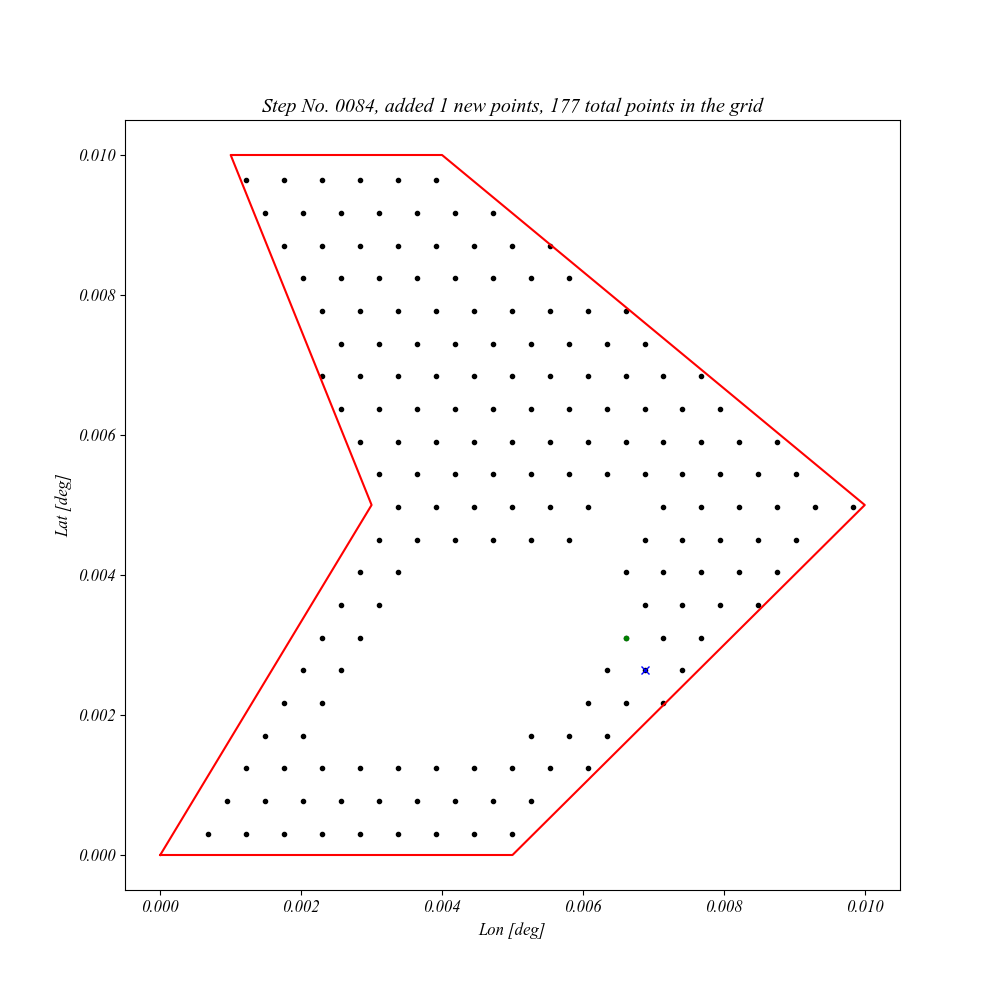 Step No. 0084, added 1 new points, 177 total points in the grid
0.010
0.008
0.006
0.004
0.002
0.000
Lat [deg]
0.000 0.002 0.004 0.006 0.008 0.010
Lon [deg]